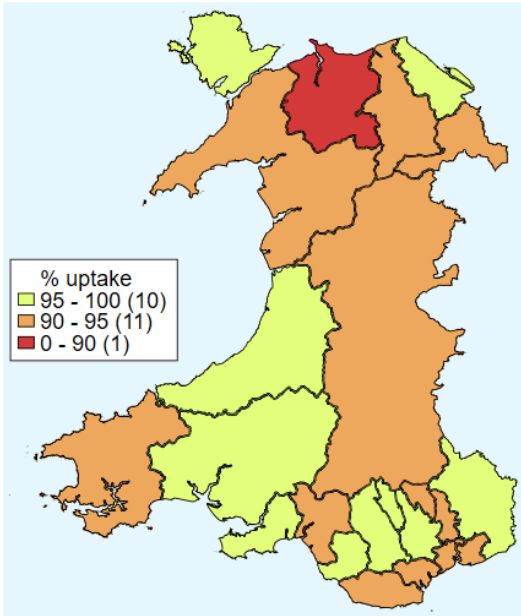 % uptake
95 - 100 (10)
90 - 95 (11)
0 - 90 (1)